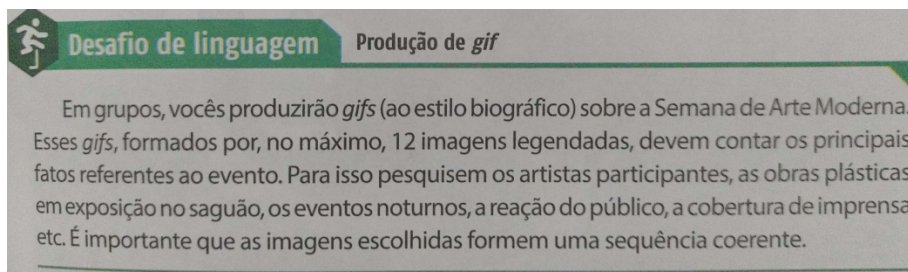 Desafio de linguagem Produção de gif
Em grupos, vocês produzirão gifs (ao estilo biográfico) sobre a Semana de Arte Moderna.
Esses gifs, formados por, no máximo, 12 imagens legendadas, devem contar os principais
fatos referentes ao evento. Para isso pesquisem os artistas participantes, as obras plásticas
em exposição no saguão, os eventos noturnos, a reação do público, a cobertura de imprensa
etc. É importante que as imagens escolhidas formem uma sequência coerente.